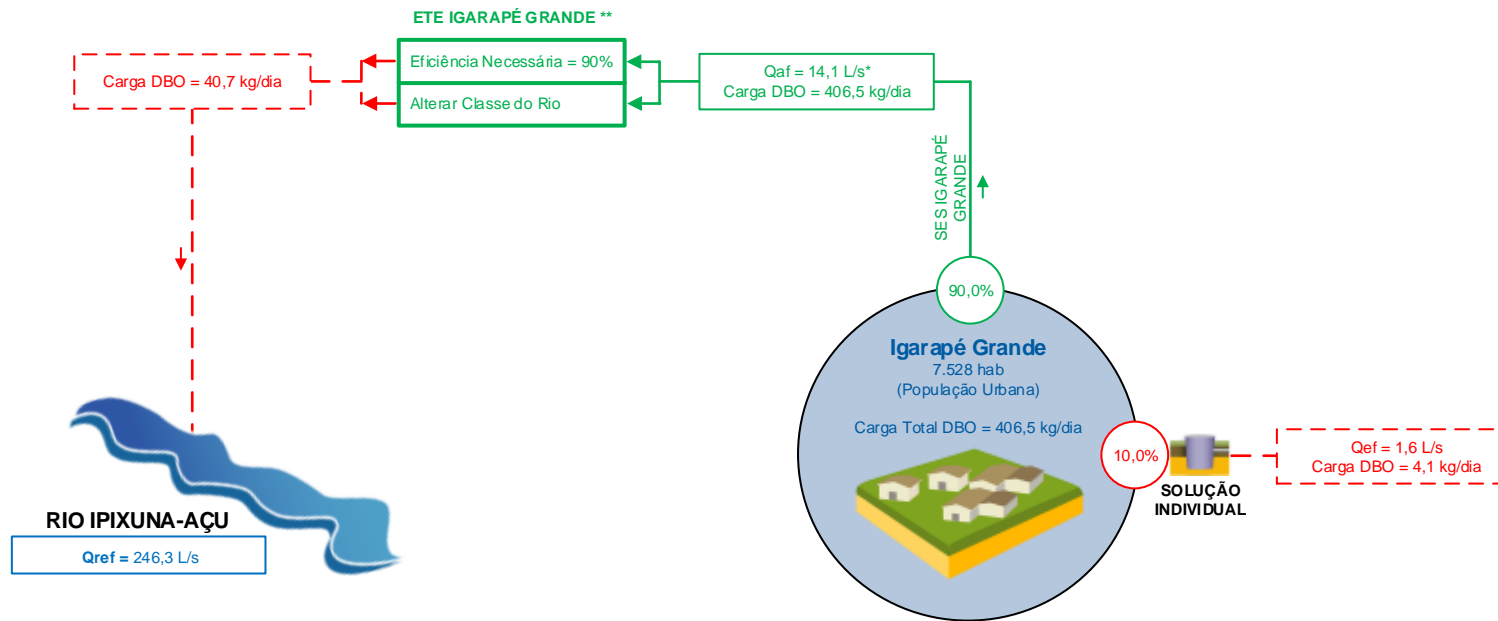 ETE IGARAPÉ GRANDE **
Carga DBO = 40,7 kg/dia
Eficiência Necessária = 90%
Alterar Classe do Rio
Qaf = 14,1 L/s*
Carga DBO = 406,5 kg/dia
SES IGARAPÉ
GRANDE
90,0%
Igarapé Grande
7.528 hab
(População Urbana)
Carga Total DBO = 406,5 kg/dia
10,0%
SOLUÇÃO
INDIVIDUAL
Qef = 1,6 L/s
Carga DBO = 4,1 kg/dia
RIO IPIXUNA-AÇU
Qref = 246,3 L/s